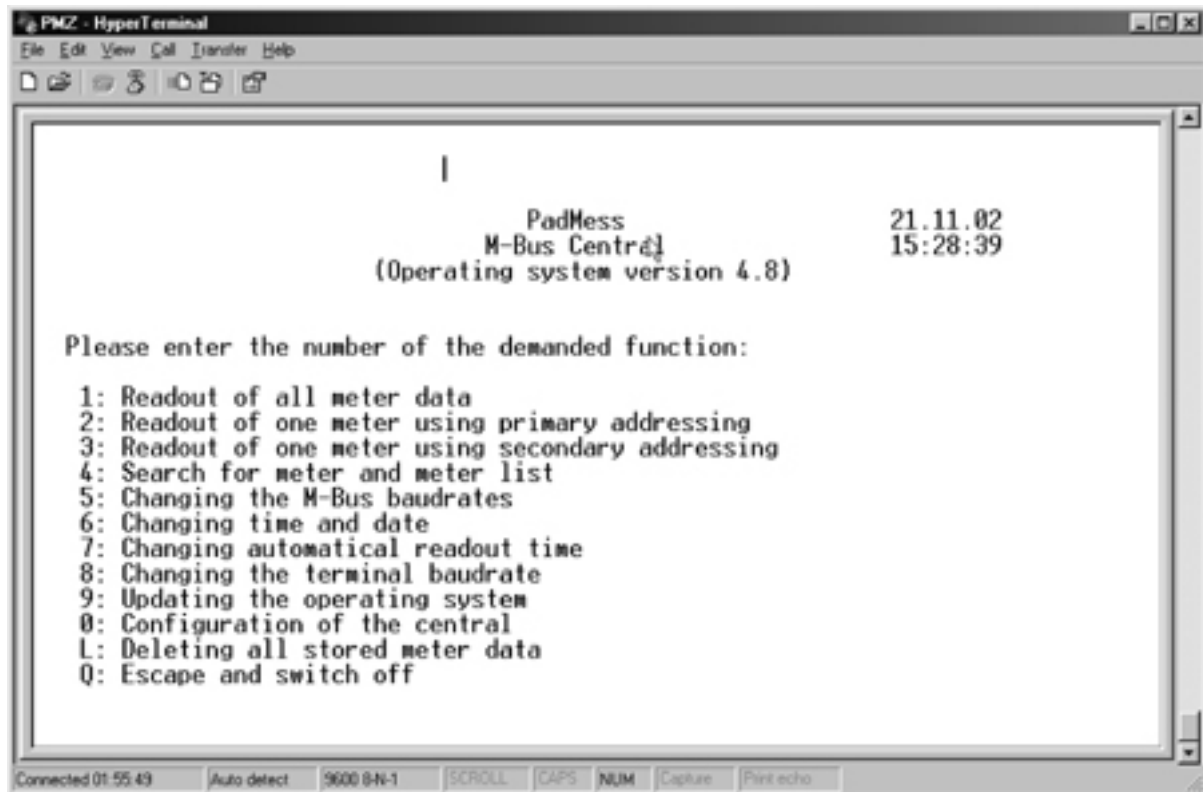 PMZ - HyperTerminal
File Edit View Call Transfer Help
PadMess 21.11.02
M-Bus Central 15:28:39
(Operating system version 4.8)
Please enter the number of the demanded function:
1: Readout of all meter data
2: Readout of one meter using primary addressing
3: Readout of one meter using secondary addressing
4: Search for meter and meter list
5: Changing the M-Bus baudrates
6: Changing time and date
7: Changing automatical readout time
8: Changing the terminal baudrate
9: Updating the operating system
0: Configuration of the central
L: Deleting all stored meter data
Q: Escape and switch off
Connected 01:55:49 Auto detect 9600 8-N-1 SCROLL CAPS NUM Capture Print echo